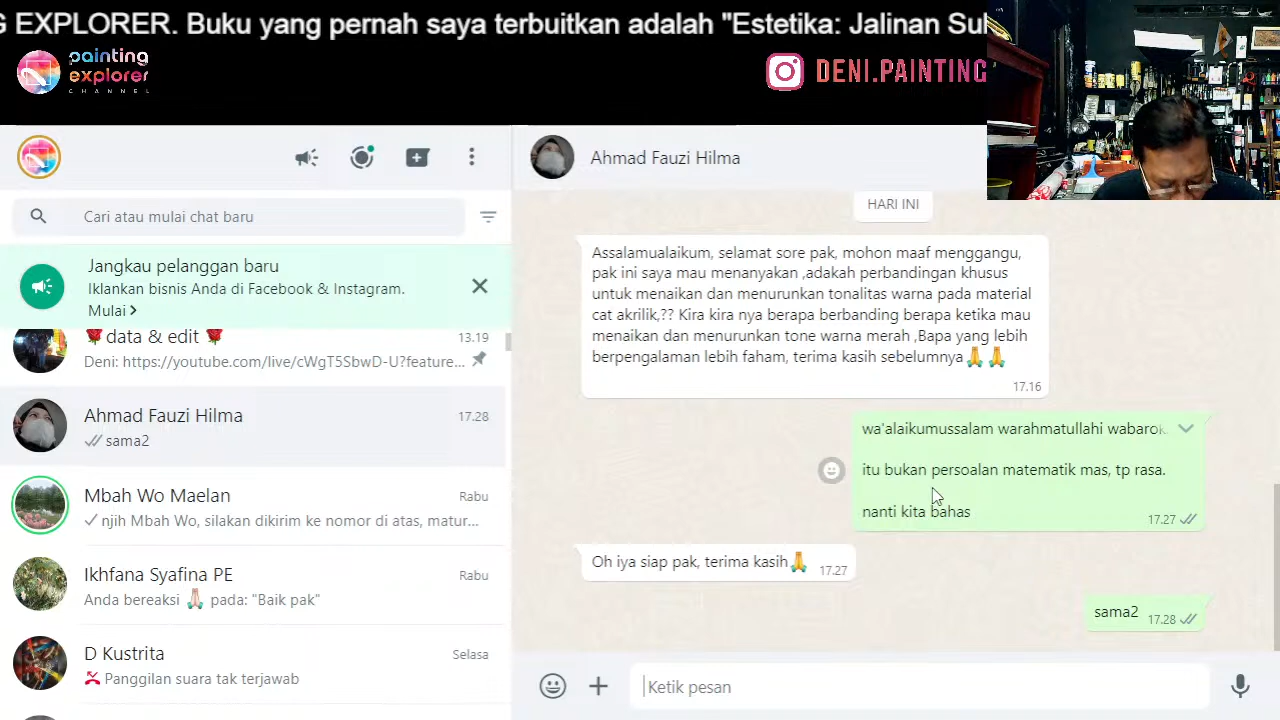 G EXPLORER. Buku yang pernah saya terbuitkan adalah "Estetika: Jalinan Su
painting
explorer
CHANNEL
DENI.PAINTING
Ahmad Fauzi Hilma
Cari atau mulai chat baru
HARI INI
Jangkau pelanggan baru
Iklankan bisnis Anda di Facebook & Instagram.
Mulai >
🌹data & edit 🌹
13.19
Deni: https://youtube.com/live/cWgT5SbwD-U?feature...
Ahmad Fauzi Hilma
17.28
sama2
Mbah Wo Maelan
Rabu
njih Mbah Wo, silakan dikirim ke nomor di atas, matur...
Ikhfana Syafina PE
Rabu
Anda bereaksi 🙏🏻 pada: "Baik pak"
D Kustrita
Selasa
Panggilan suara tak terjawab
Assalamualaikum, selamat sore pak, mohon maaf menggangu,
pak ini saya mau menanyakan ,adakah perbandingan khusus
untuk menaikan dan menurunkan tonalitas warna pada material
cat akrilik,?? Kira kira nya berapa berbanding berapa ketika mau
menaikan dan menurunkan tone warna merah ,Bapa yang lebih
berpengalaman lebih faham, terima kasih sebelumnya🙏🙏
17.16
wa'alaikumussalam warahmatullahi wabarok
itu bukan persoalan matematik mas, tp rasa.
nanti kita bahas
17.27
Oh iya siap pak, terima kasih🙏
17.27
sama2
17.28
Ketik pesan